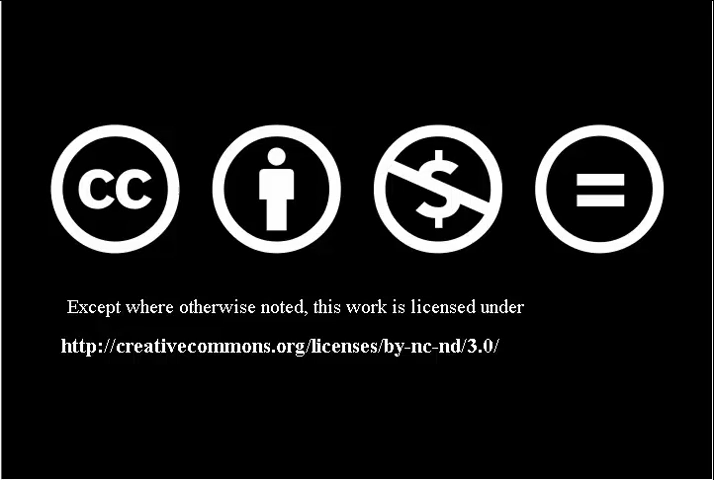 cc
$
=
Except where otherwise noted, this work is licensed under
http://creativecommons.org/licenses/by-nc-nd/3.0/